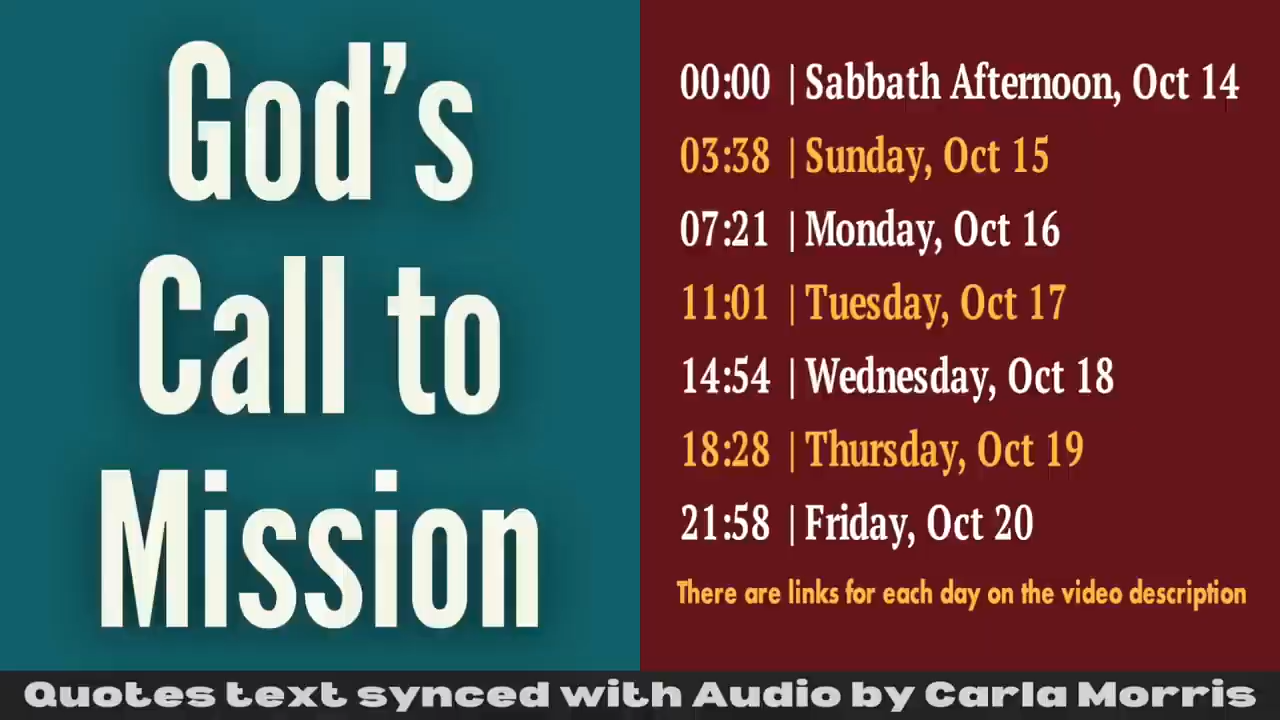 God's
Call to
Mission
00:00 | Sabbath Afternoon, Oct 14
03:38 | Sunday, Oct 15
07:21 | Monday, Oct 16
11:01 | Tuesday, Oct 17
14:54 | Wednesday, Oct 18
18:28 | Thursday, Oct 19
21:58 | Friday, Oct 20
There are links for each day on the video description
Quotes text synced with Audio by Carla Morris